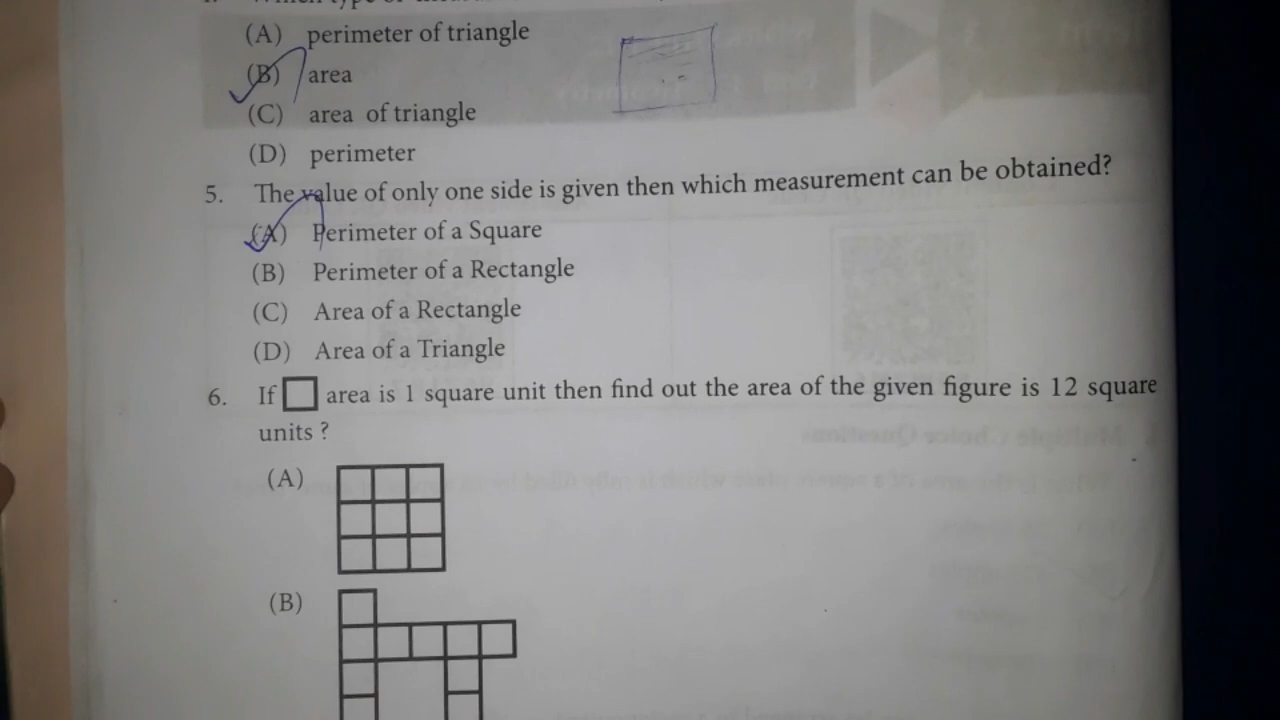 (A) perimeter of triangle
(B) area
(C) area of triangle
(D) perimeter
5. The value of only one side is given then which measurement can be obtained?
(A) Perimeter of a Square
(B) Perimeter of a Rectangle
(C) Area of a Rectangle
(D) Area of a Triangle
6. If area is 1 square unit then find out the area of the given figure is 12 square
units ?
(A)
(B)